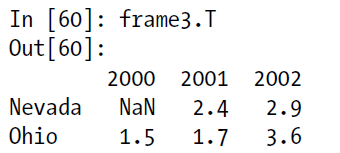 In [60]: frame3.T
Out[60]:
2000 2001 2002
Nevada NaN 2.4 2.9
Ohio 1.5 1.7 3.6